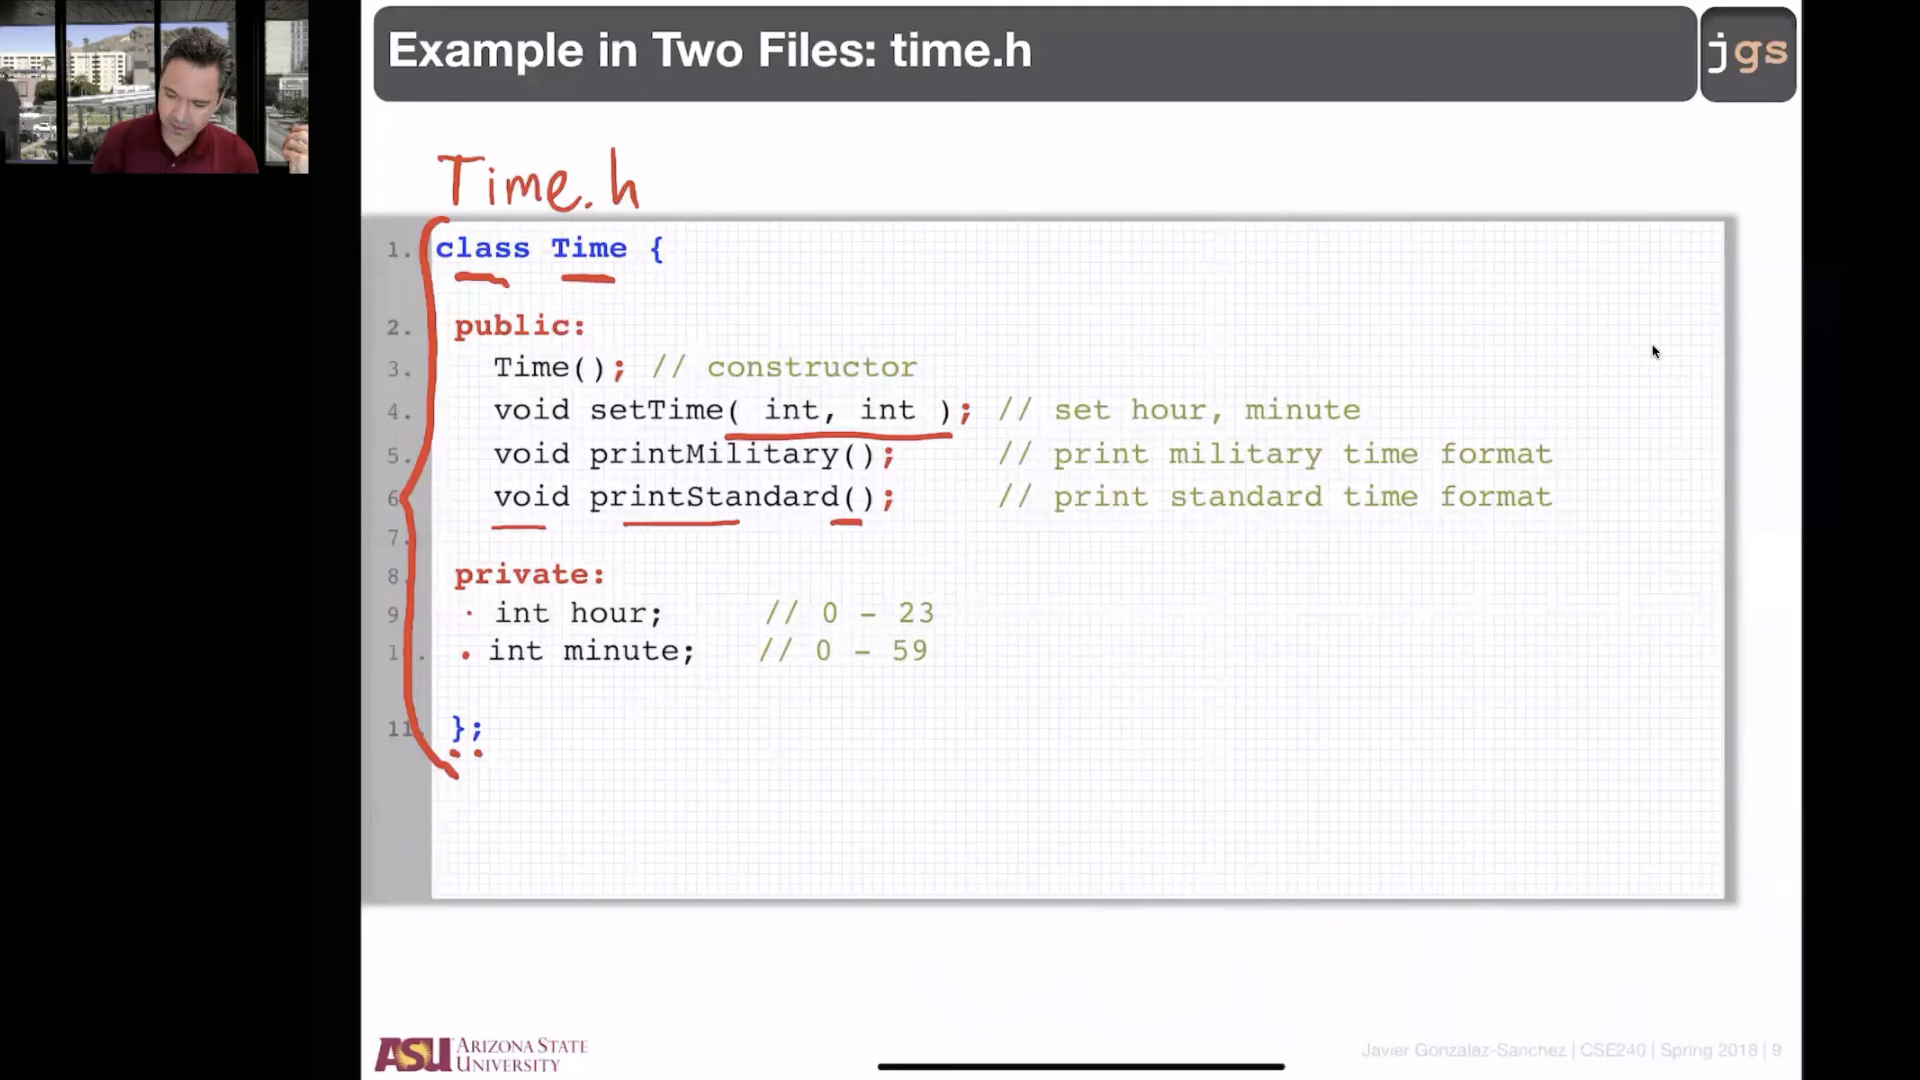 Example in Two Files: time.h
jgs
Time.h
1. class Time {
2. public:
3. Time(); // constructor
4. void setTime( int, int ); // set hour, minute
5. void printMilitary(); // print military time format
6 void printStandard(); // print standard time format
7.
8. private:
9 int hour; // 0 – 23
1 . int minute; // 0 – 59
11. };
ASU ARIZONA STATE
UNIVERSITY
Javier Gonzalez-Sanchez | CSE240 | Spring 2018 | 9